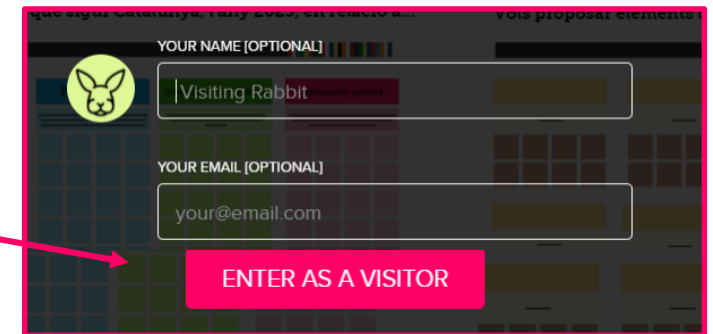 que sigui Catalunya, l'any 2025, en relació a... Vols proposar elements
YOUR NAME [OPTIONAL]
Visiting Rabbit
YOUR EMAIL [OPTIONAL]
your@email.com
ENTER AS A VISITOR